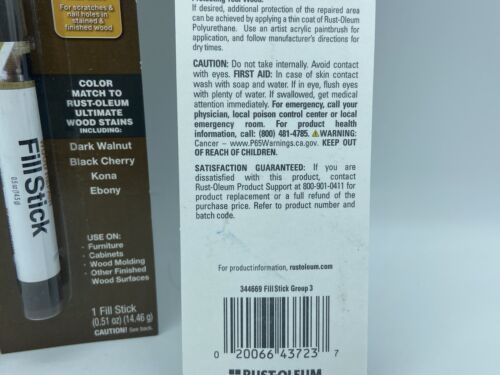 For scratches &
nail holes in
stained &
finished wood
COLOR
MATCH TO
RUST-OLEUM
ULTIMATE
WOOD STAINS
INCLUDING:
Dark Walnut
Black Cherry
Kona
Ebony
USE ON:
- Furniture
- Cabinets
- Wood Molding
- Other Finished
Wood Surfaces
1 Fill Stick
(0.51 oz) (14.46 g)
CAUTION! See back.
Fill Stick
If desired, additional protection of the repaired area
can be achieved by applying a thin coat of Rust-Oleum
Polyurethane. Use an artist acrylic paintbrush for
application, and follow manufacturer's directions for
dry times.
CAUTION: Do not take internally. Avoid contact
with eyes. FIRST AID: In case of skin contact
wash with soap and water. If in eye, flush eyes
with plenty of water. If swallowed, get medical
attention immediately. For emergency, call your
physician, local poison control center or local
emergency room. For product health
information, call: (800) 481-4785. ⚠WARNING:
Cancer – www.P65Warnings.ca.gov. KEEP OUT
OF REACH OF CHILDREN.
SATISFACTION GUARANTEED: If you are
dissatisfied with this product, contact
Rust-Oleum Product Support at 800-901-0411 for
product replacement or a full refund of the
purchase price. Refer to product number and
batch code.
For product information, rustoleum.com
344669 Fill Stick Group 3
0 20066 43723 7
RUST-OLEUM